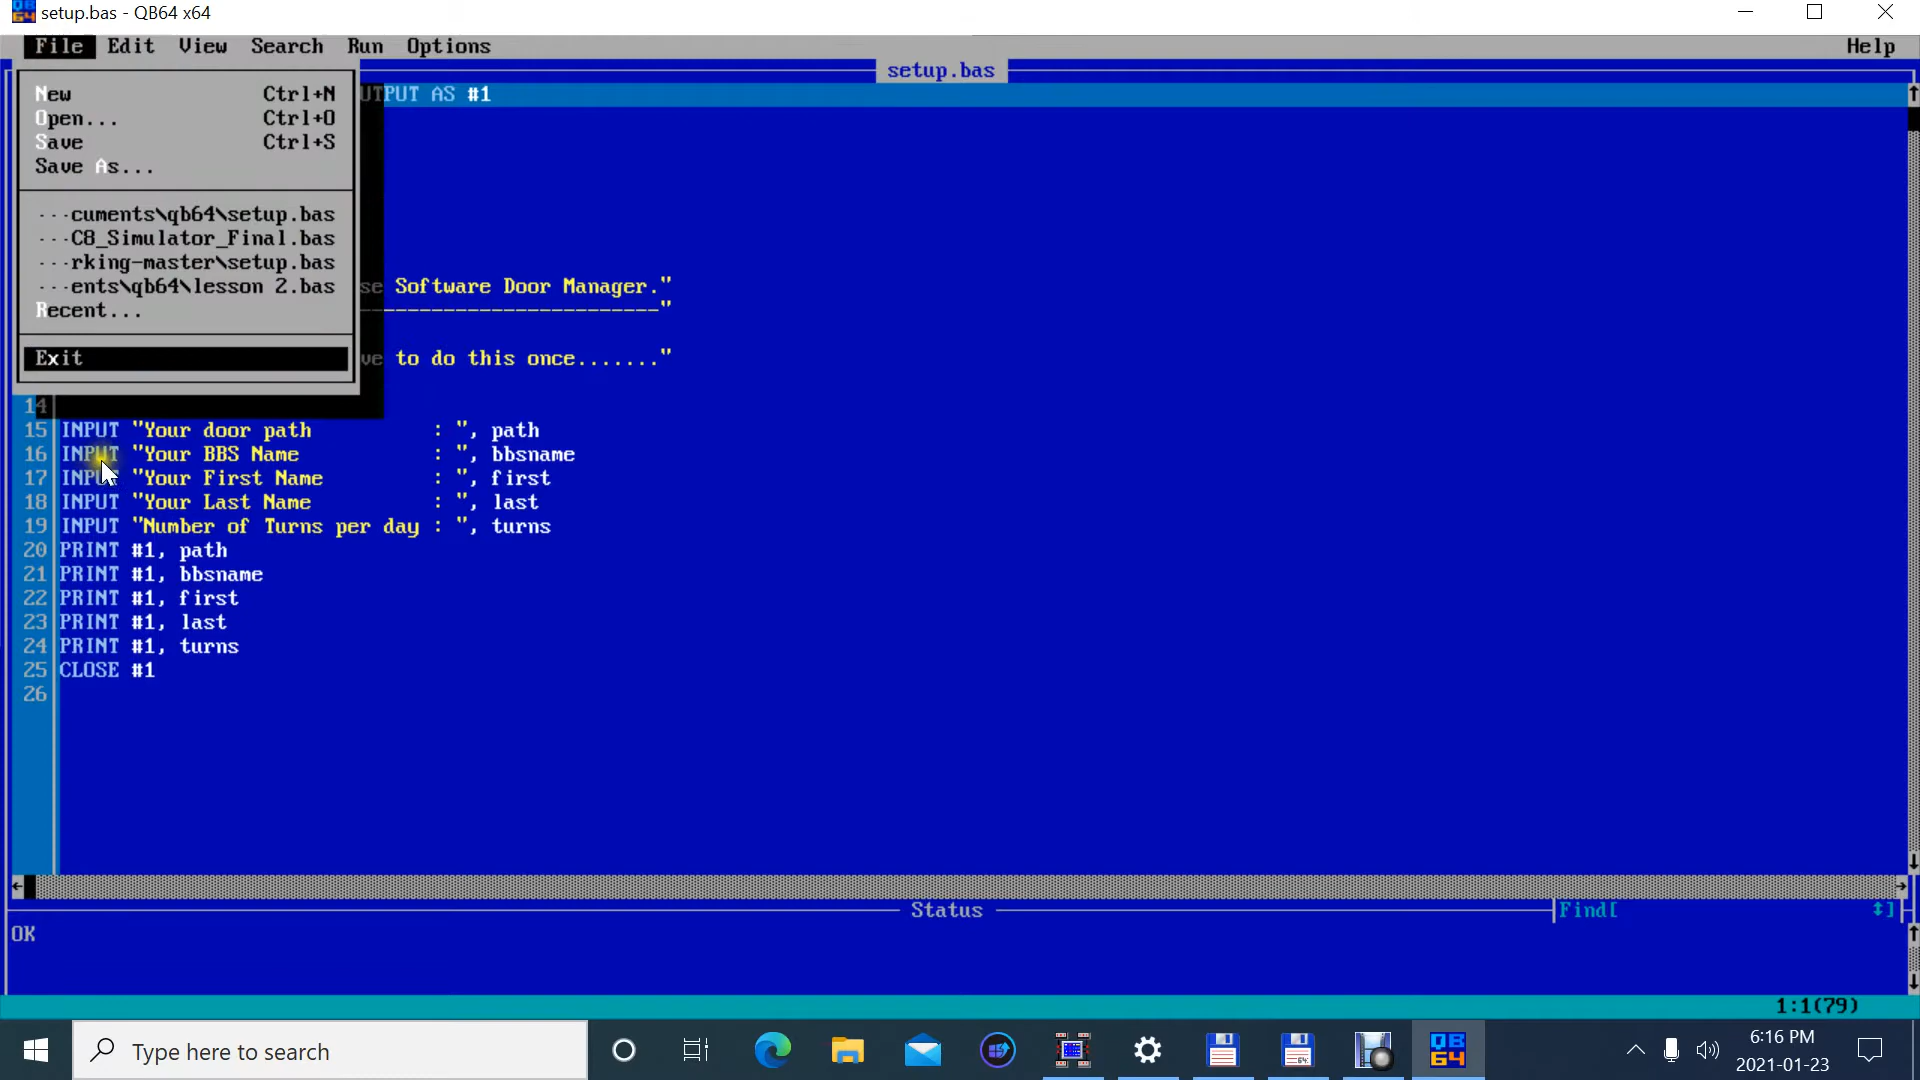 setup.bas - QB64 x64
File Edit View Search Run Options Help
setup.bas
New Ctrl+N
Open... Ctrl+O
Save Ctrl+S
Save As...
···cuments\qb64\setup.bas
···C8_Simulator_Final.bas
···rking-master\setup.bas
···ents\qb64\lesson 2.bas
Recent...
Exit
UTPUT AS #1
se Software Door Manager."
-----------------------"
ve to do this once......."
14
15 INPUT "Your door path : ", path
16 INPUT "Your BBS Name : ", bbsname
17 INPUT "Your First Name : ", first
18 INPUT "Your Last Name : ", last
19 INPUT "Number of Turns per day : ", turns
20 PRINT #1, path
21 PRINT #1, bbsname
22 PRINT #1, first
23 PRINT #1, last
24 PRINT #1, turns
25 CLOSE #1
26
Status
Find[ ]
OK
1:1(79)
Type here to search
64
QB
64
6:16 PM
2021-01-23